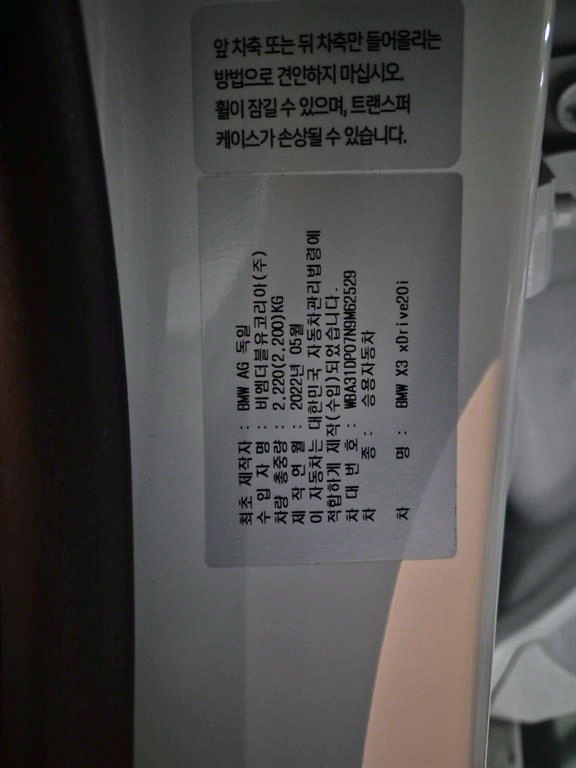 앞 차축 또는 뒤 차축만 들어올리는
방법으로 견인하지 마십시오.
휠이 잠길 수 있으며, 트랜스퍼
케이스가 손상될 수 있습니다.
최초 제작자 : BMW AG 독일
수 입 자 명 : 비엠더블유코리아(주)
차량 총중량 : 2,220(2,200)KG
제 작 연 월 : 2022년 05월
이 자동차는 대한민국 자동차관리법령에
적합하게 제작(수입)되었습니다.
차 대 번 호 : WBA31DP07N9M62529
차 종 : 승용자동차
차 명 : BMW X3 xDrive20i